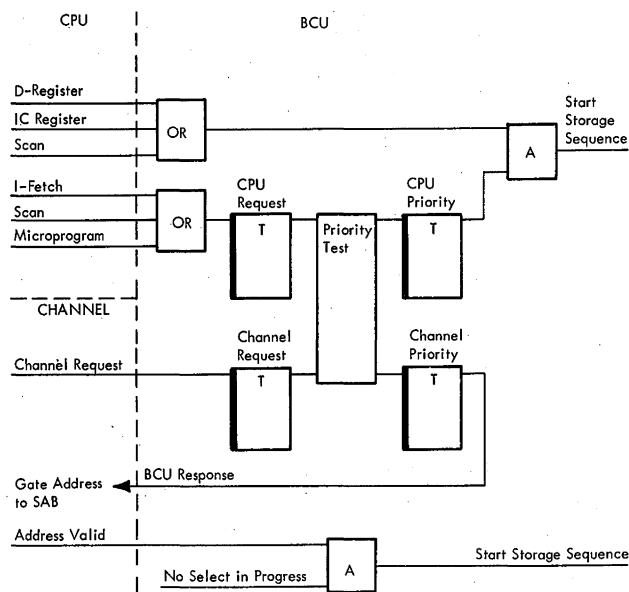 CPU
BCU
D-Register
IC Register
Scan
OR
Start
Storage
Sequence
A
I-Fetch
Scan
Microprogram
OR
CPU
Request
T
Priority
Test
CPU
Priority
T
CHANNEL
Channel Request
Channel
Request
T
Channel
Priority
T
Gate Address
to SAB
BCU Response
Address Valid
No Select in Progress
A
Start Storage Sequence